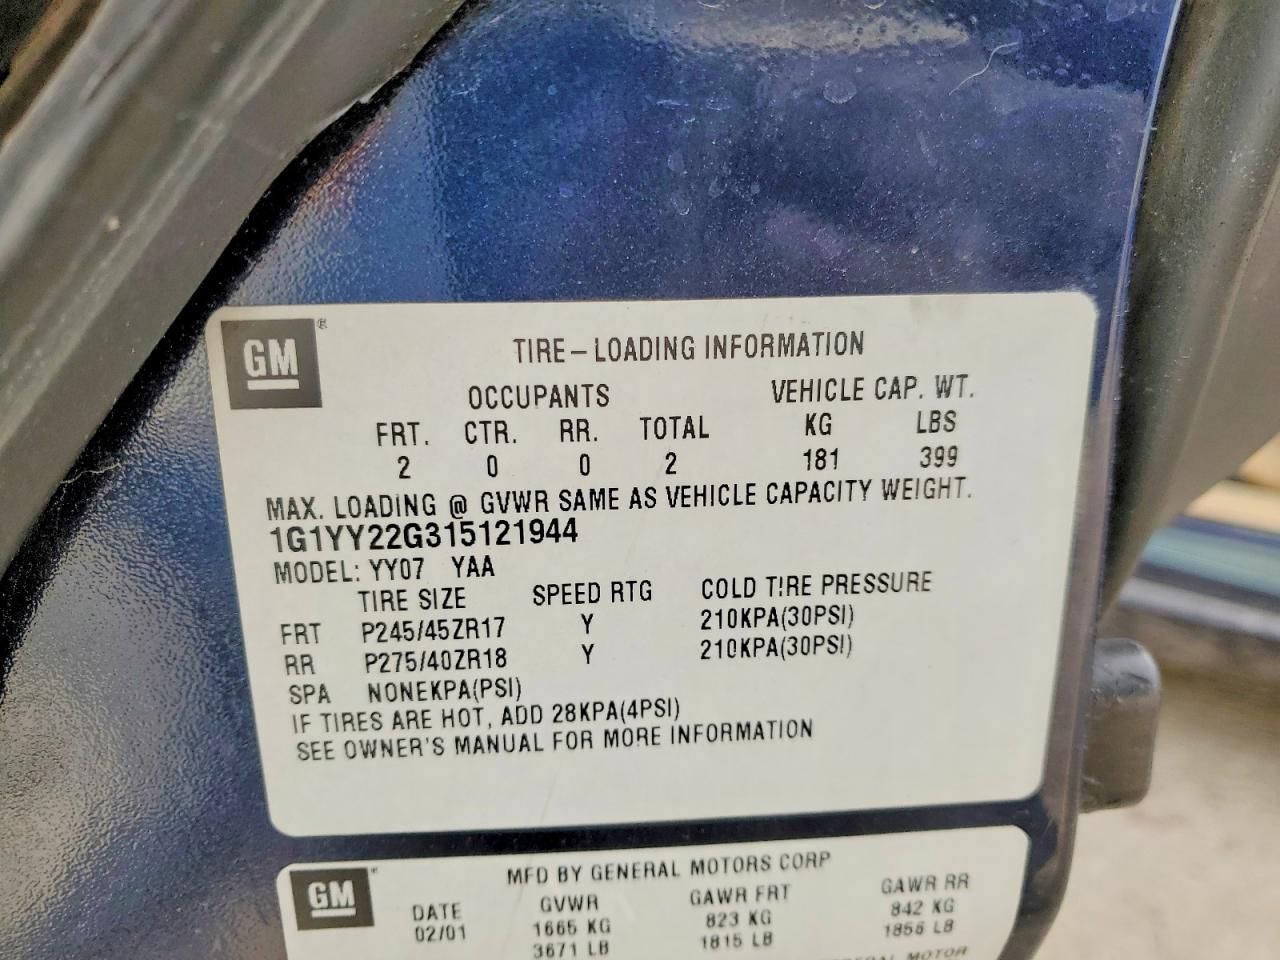 GM
TIRE-LOADING INFORMATION
OCCUPANTS VEHICLE CAP. WT.
FRT. CTR. RR. TOTAL KG LBS
2 0 0 2 181 399
MAX. LOADING @ GVWR SAME AS VEHICLE CAPACITY WEIGHT.
1G1YY22G315121944
MODEL: YY07 YAA
TIRE SIZE SPEED RTG COLD TIRE PRESSURE
FRT P245/45ZR17 Y 210KPA(30PSI)
RR P275/40ZR18 Y 210KPA(30PSI)
SPA NONEKPA(PSI)
IF TIRES ARE HOT, ADD 28KPA(4PSI)
SEE OWNER'S MANUAL FOR MORE INFORMATION
GM
MFD BY GENERAL MOTORS CORP
DATE GVWR GAWR FRT GAWR RR
02/01 1665 KG 823 KG 842 KG
3671 LB 1815 LB 1856 LB
MOTOR